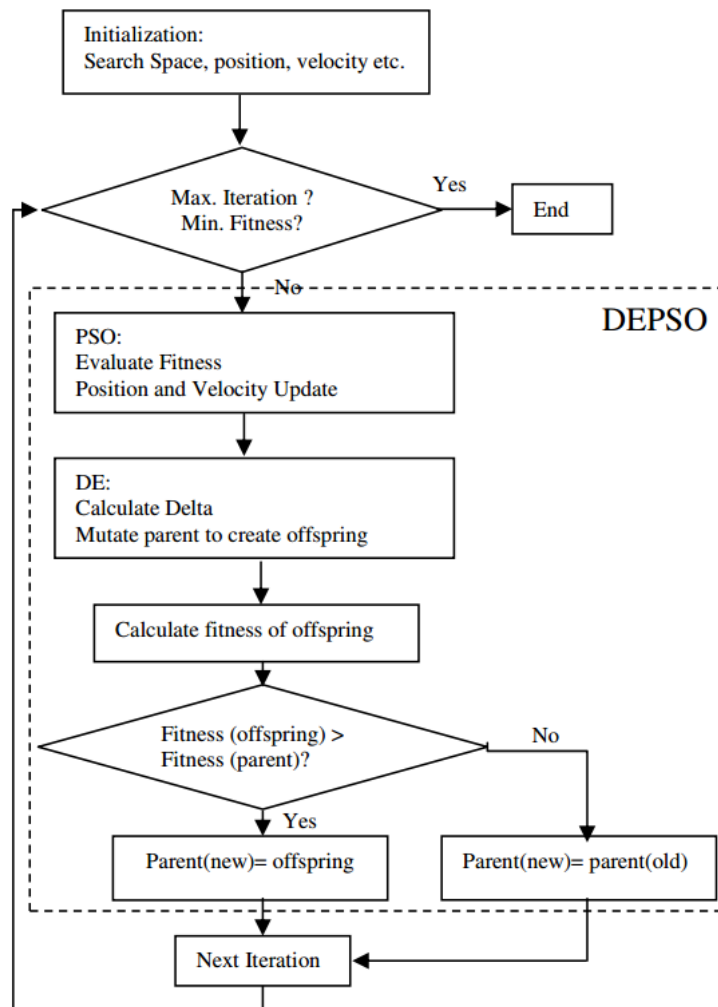 Initialization:
Search Space, position, velocity etc.
Max. Iteration ?
Min. Fitness?
Yes
End
No
DEPSO
PSO:
Evaluate Fitness
Position and Velocity Update
DE:
Calculate Delta
Mutate parent to create offspring
Calculate fitness of offspring
Fitness (offspring) >
Fitness (parent)?
No
Yes
Parent(new)= offspring
Parent(new)= parent(old)
Next Iteration